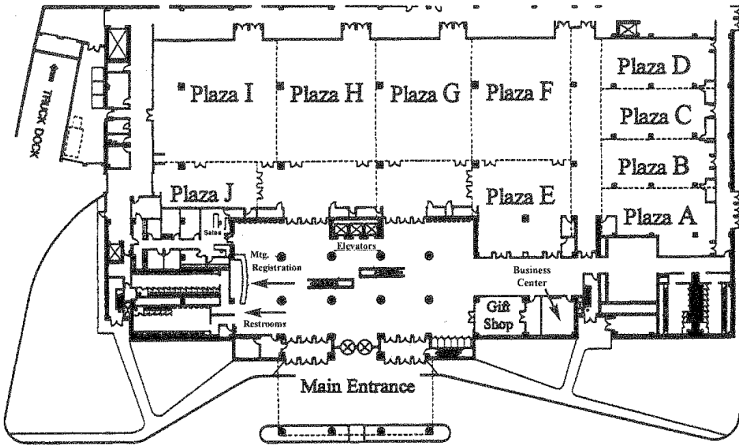 TRUCK DOCK
Plaza I
Plaza H
Plaza G
Plaza F
Plaza D
Plaza C
Plaza B
Plaza A
Plaza J
Plaza E
Sales
Elevators
Mtg.
Registration
Business
Center
Restrooms
Gift
Shop
Main Entrance